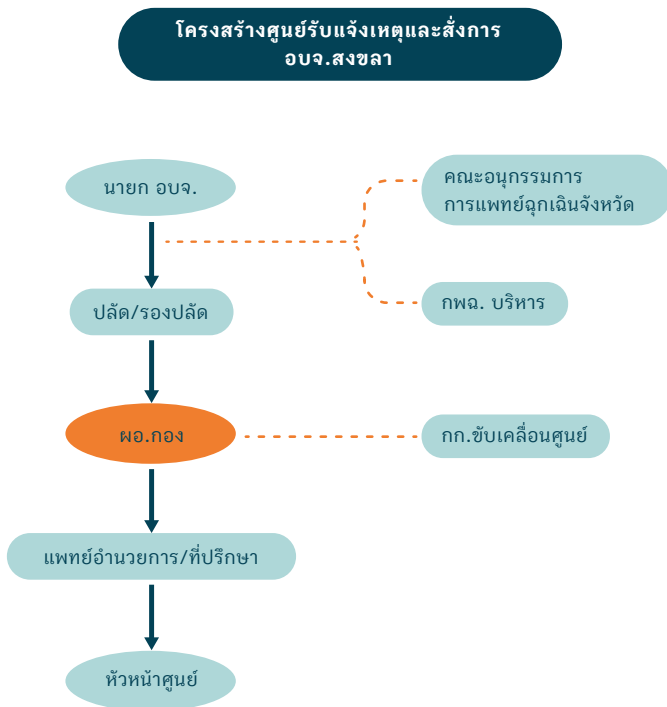 โครงสร้างศูนย์รับแจ้งเหตุและสั่งการ
อบจ.สงขลา
นายก อบจ.
คณะอนุกรรมการ
การแพทย์ฉุกเฉินจังหวัด
ปลัด/รองปลัด
กพฉ. บริหาร
ผอ.กอง
กก.ขับเคลื่อนศูนย์
แพทย์อำนวยการ/ที่ปรึกษา
หัวหน้าศูนย์